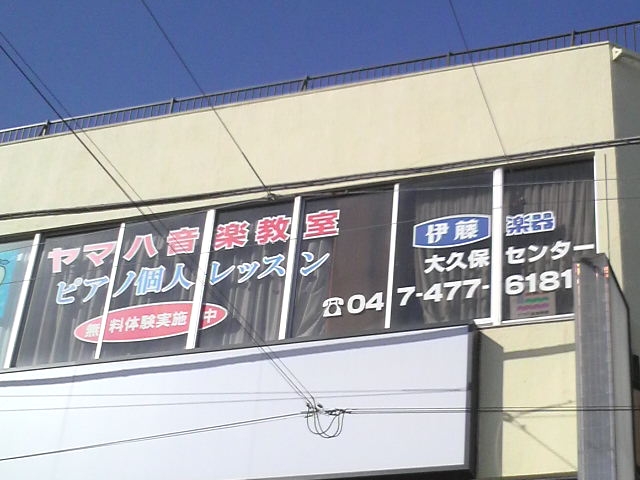 ヤマハ音楽教室
ピアノ個人レッスン
無料体験実施中
伊藤楽器
大久保センター
☎047-477-6181